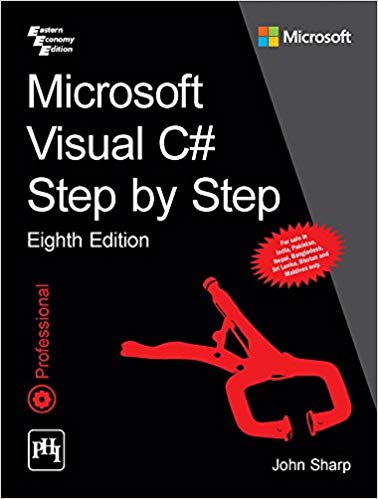 Eastern
Economy
Edition
Microsoft
Microsoft
Visual C#
Step by Step
Eighth Edition
For sale in
India, Pakistan,
Nepal, Bangladesh,
Sri Lanka, Bhutan and
Maldives only.
Professional
PHI
John Sharp